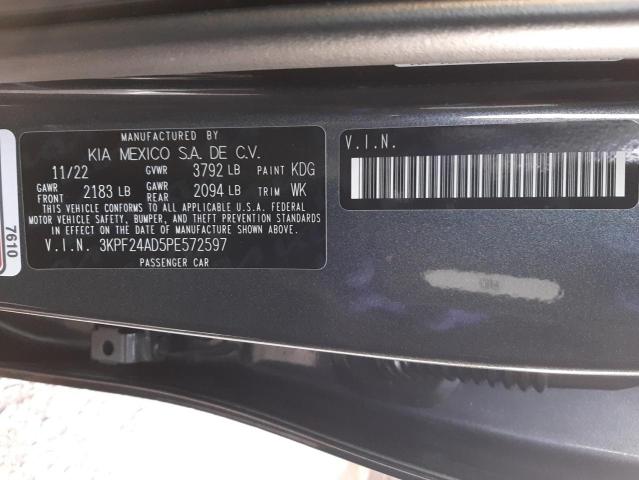 MANUFACTURED BY
KIA MEXICO S.A. DE C.V.
11/22 GVWR 3792 LB PAINT KDG
GAWR FRONT 2183 LB GAWR REAR 2094 LB TRIM WK
THIS VEHICLE CONFORMS TO ALL APPLICABLE U.S.A. FEDERAL
MOTOR VEHICLE SAFETY, BUMPER, AND THEFT PREVENTION STANDARDS
IN EFFECT ON THE DATE OF MANUFACTURE SHOWN ABOVE.
V.I.N. 3KPF24AD5PE572597
PASSENGER CAR
V.I.N.
7610